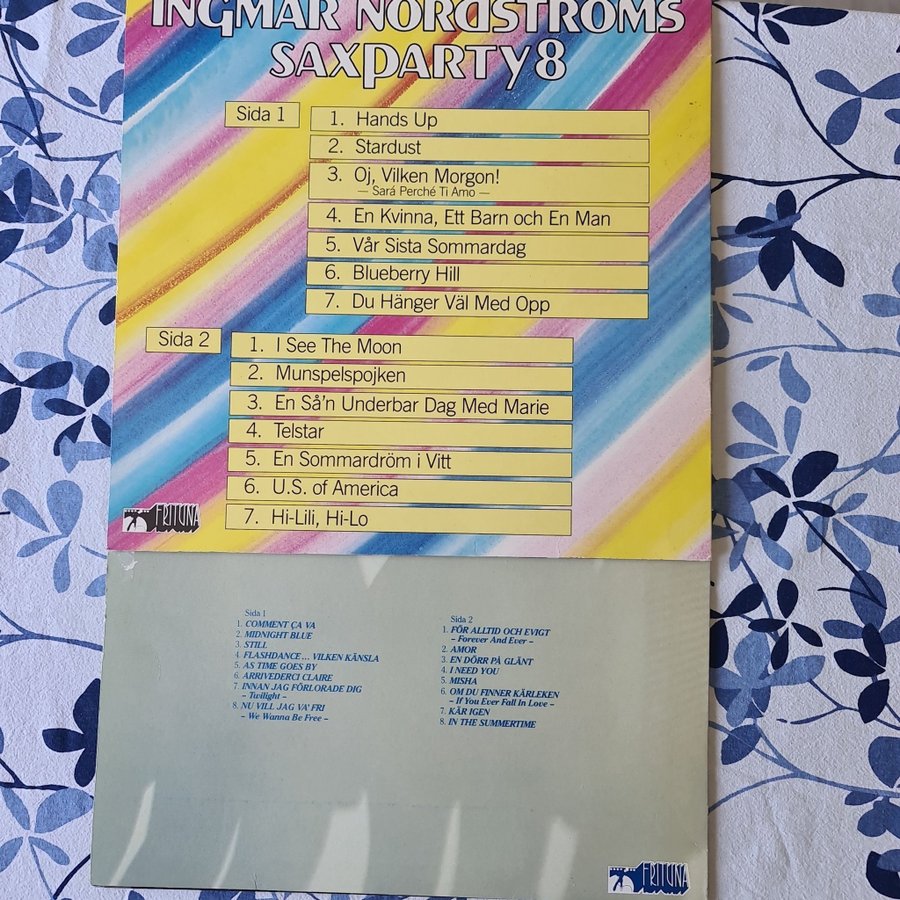 INGMAR NORDSTRÖMS
SAXPARTY 8
Sida 1
1. Hands Up
2. Stardust
3. Oj, Vilken Morgon!
— Sará Perché Ti Amo —
4. En Kvinna, Ett Barn och En Man
5. Vår Sista Sommardag
6. Blueberry Hill
7. Du Hänger Väl Med Opp
Sida 2
1. I See The Moon
2. Munspelspojken
3. En Så'n Underbar Dag Med Marie
4. Telstar
5. En Sommardröm i Vitt
6. U.S. of America
7. Hi-Lili, Hi-Lo
FRITUNA
Sida 1
1. COMMENT ÇA VA
2. MIDNIGHT BLUE
3. STILL
4. FLASHDANCE... VILKEN KÄNSLA
5. AS TIME GOES BY
6. ARRIVEDERCI CLAIRE
7. INNAN JAG FÖRLORADE DIG
– Twilight –
8. NU VILL JAG VA' FRI
– We Wanna Be Free –
Sida 2
1. FÖR ALLTID OCH EVIGT
– Forever And Ever –
2. AMOR
3. EN DÖRR PÅ GLÄNT
4. I NEED YOU
5. MISHA
6. OM DU FINNER KÄRLEKEN
– If You Ever Fall In Love –
7. KÄR IGEN
8. IN THE SUMMERTIME
FRITUNA